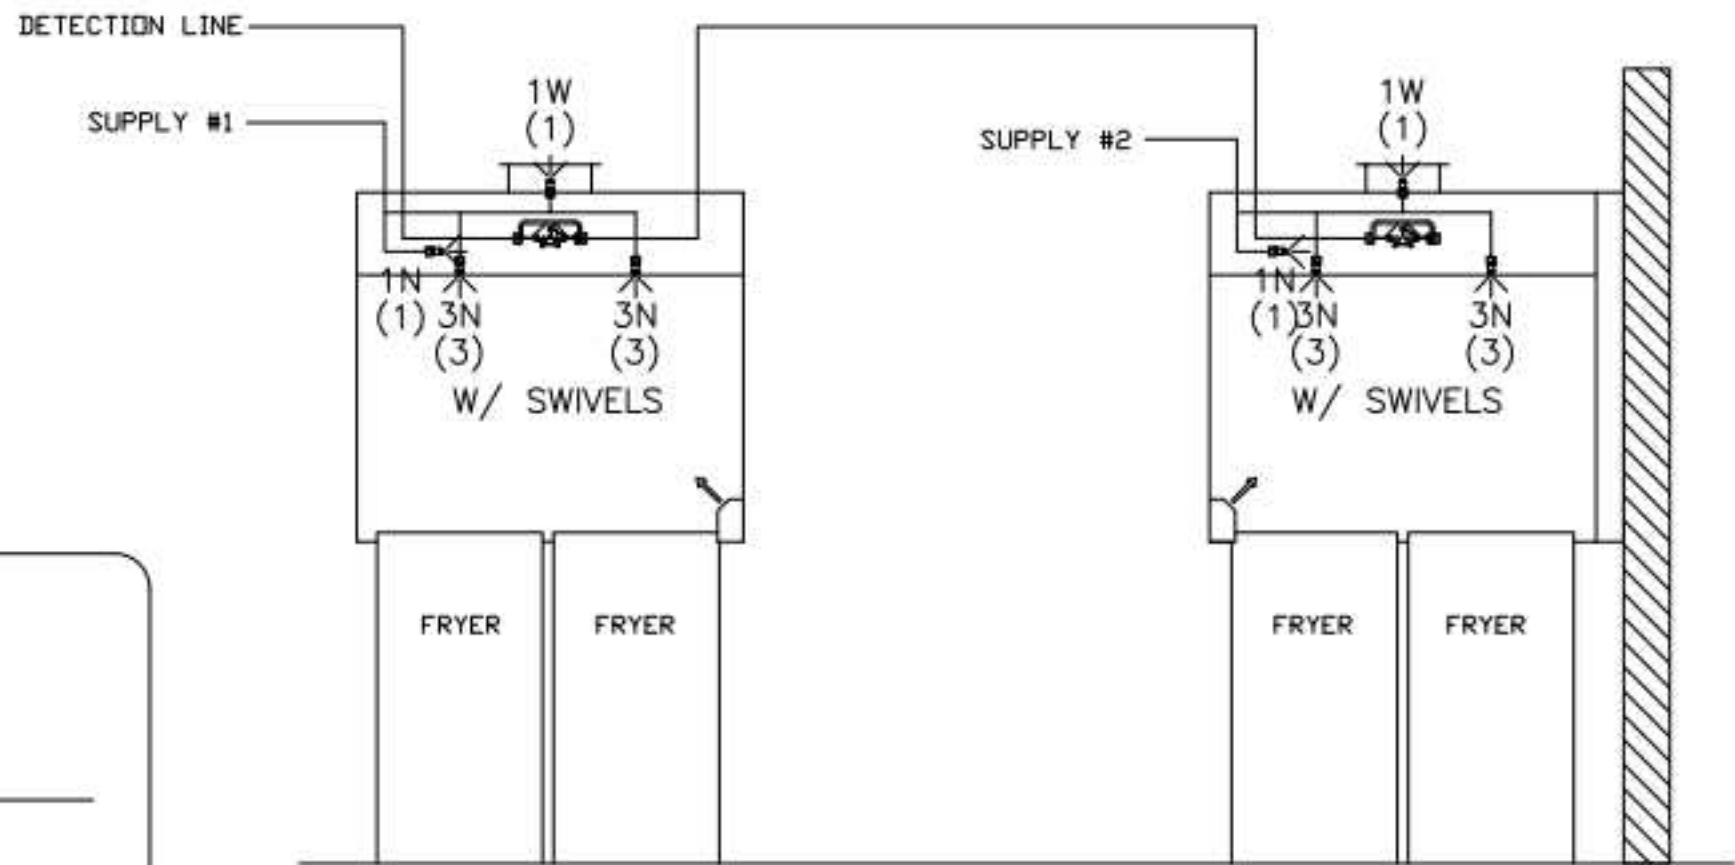 DETECTION LINE
SUPPLY #1
1W
(1)
1N
(1)
3N
(3)
3N
(3)
W/ SWIVELS
FRYER
FRYER
SUPPLY #2
1W
(1)
1N
(1)
3N
(3)
3N
(3)
W/ SWIVELS
FRYER
FRYER